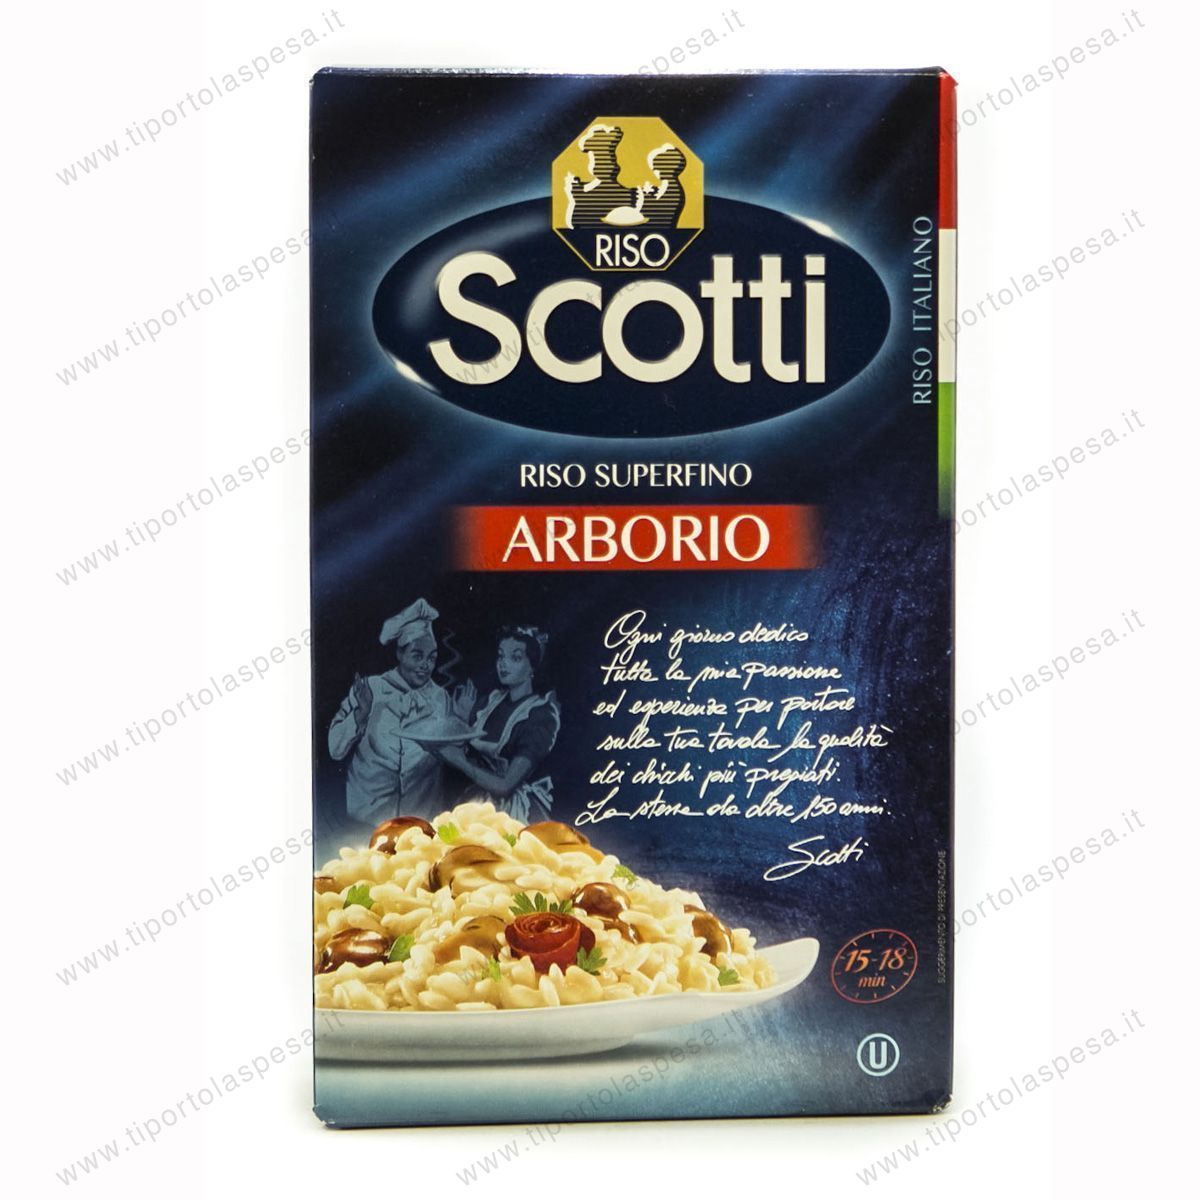 RISO
Scotti
RISO ITALIANO
RISO SUPERFINO
ARBORIO
Ogni giorno dedico
tutta la mia passione
ed esperienza per portare
sulla tua tavola la qualità
dei chicchi più pregiati.
La stessa da oltre 150 anni.
Scotti
SUGGERIMENTO DI PRESENTAZIONE
15-18
min
U
www.tiportolaspesa.it